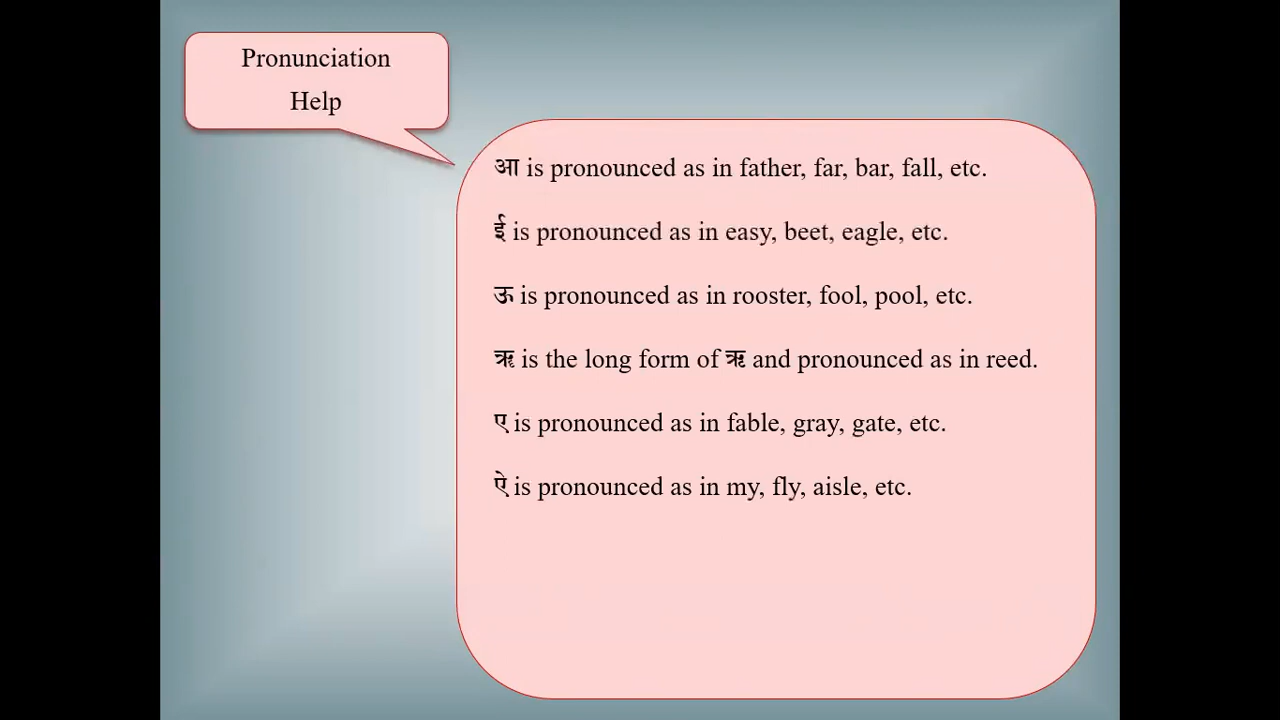 Pronunciation
Help
आ is pronounced as in father, far, bar, fall, etc.
ई is pronounced as in easy, beet, eagle, etc.
ऊ is pronounced as in rooster, fool, pool, etc.
ॠ is the long form of ऋ and pronounced as in reed.
ए is pronounced as in fable, gray, gate, etc.
ऐ is pronounced as in my, fly, aisle, etc.